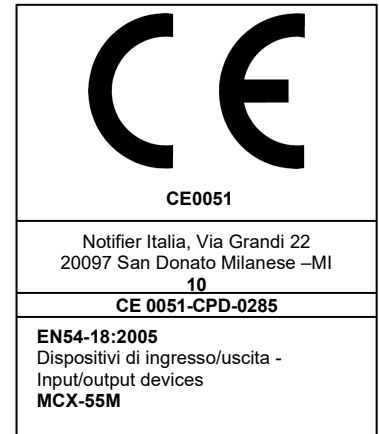 CE
CE0051
Notifier Italia, Via Grandi 22
20097 San Donato Milanese –MI
10
CE 0051-CPD-0285
EN54-18:2005
Dispositivi di ingresso/uscita -
Input/output devices
MCX-55M